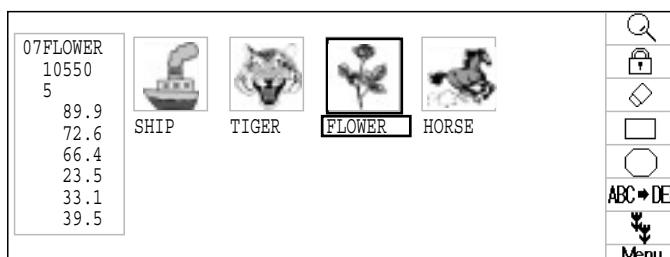 07FLOWER
10550
5
89.9
72.6
66.4
23.5
33.1
39.5
SHIP
TIGER
FLOWER
HORSE
ABC➡DE
Menu